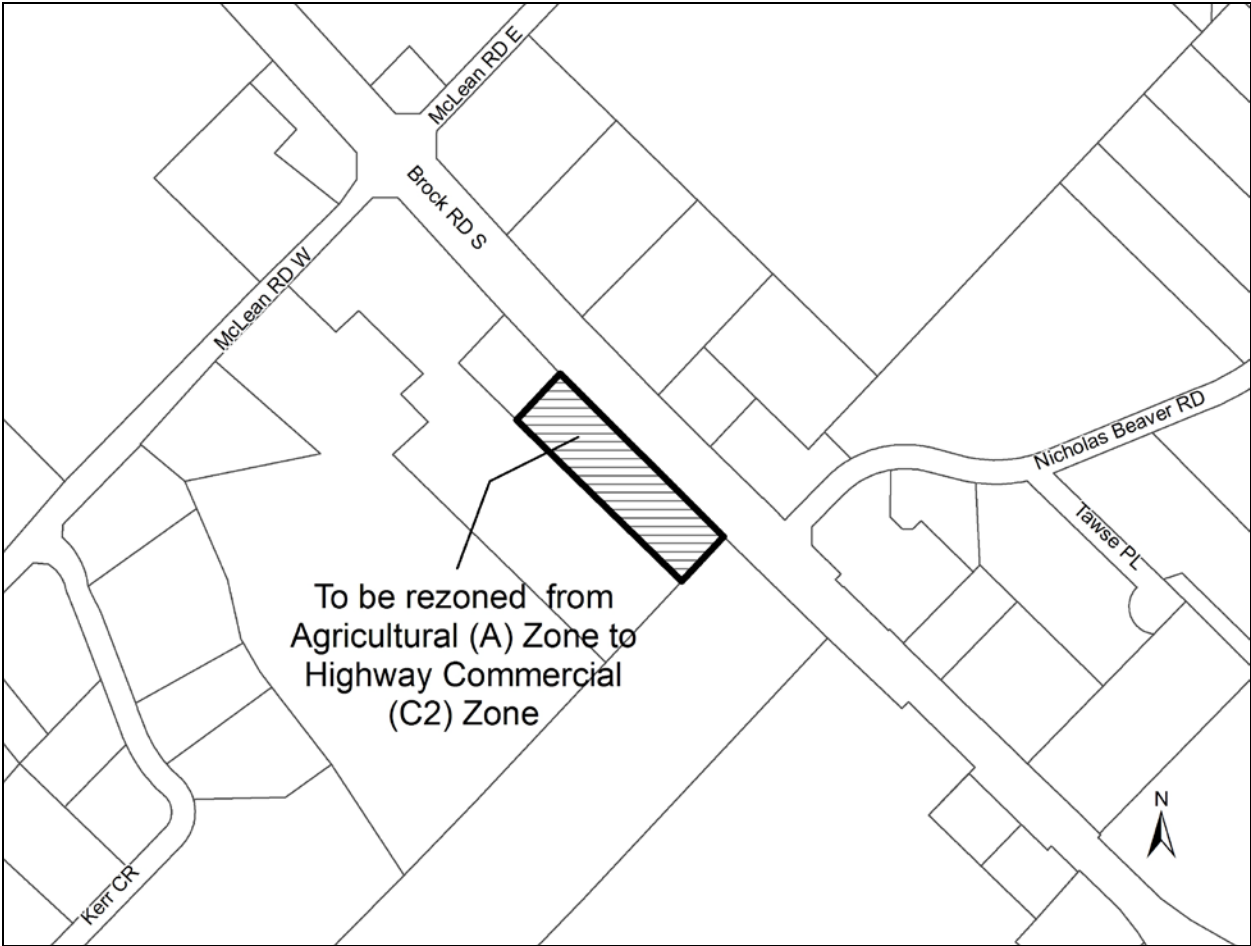 McLean RD E
Brock RD S
McLean RD W
Nicholas Beaver RD
Tawse PL
To be rezoned from
Agricultural (A) Zone to
Highway Commercial
(C2) Zone
N
Kerr CR